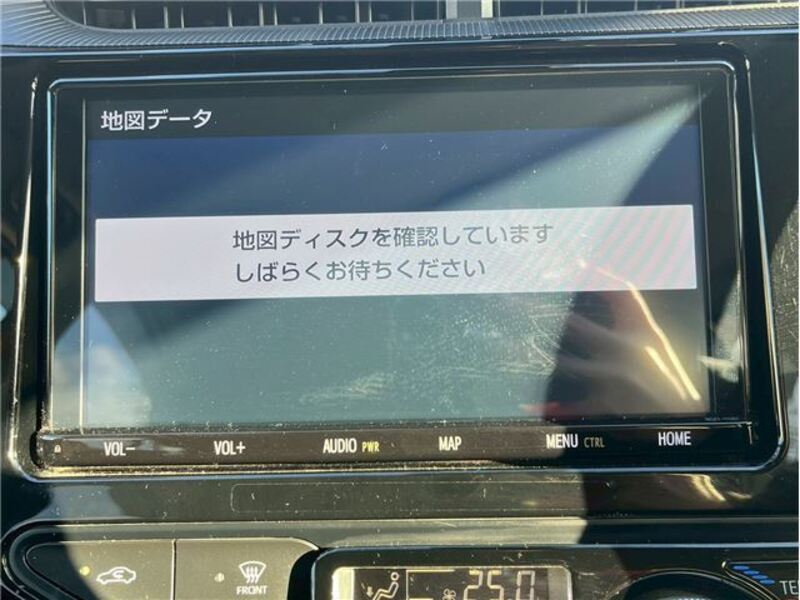 地図データ
地図ディスクを確認しています
しばらくお待ちください
VOL− VOL+ AUDIO PWR MAP MENU CTRL HOME
FRONT
25.0